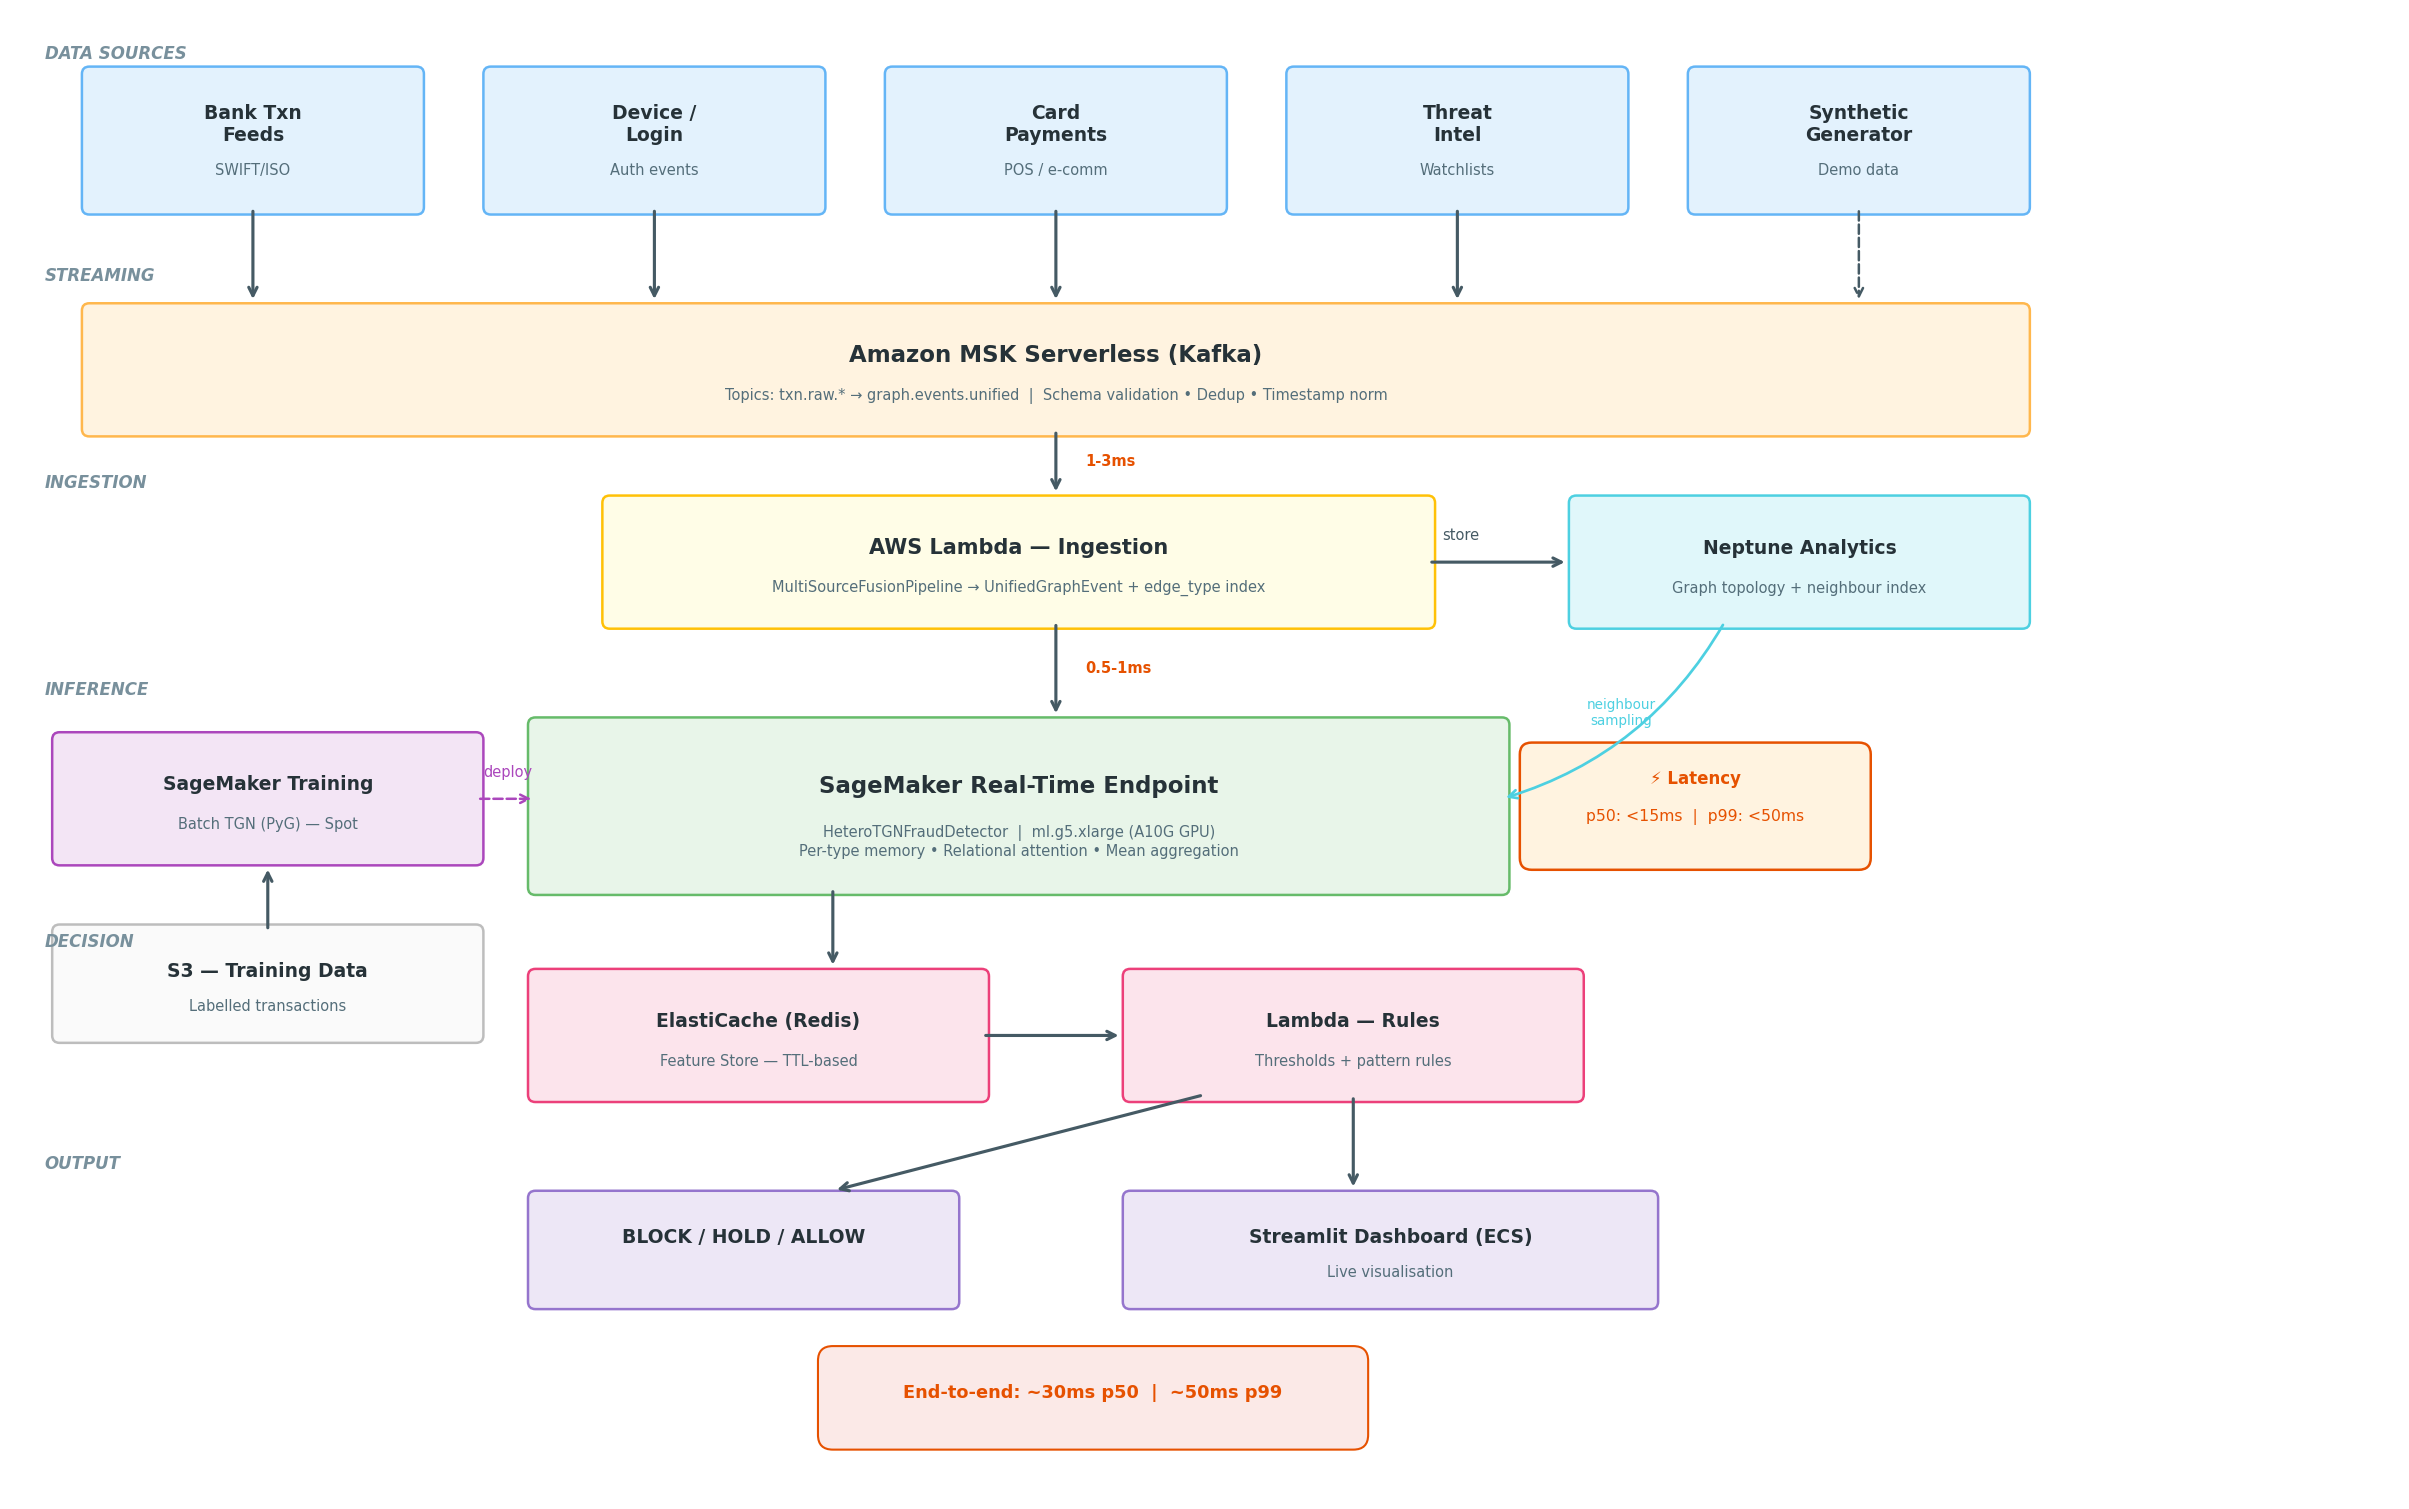 DATA SOURCES
Bank Txn
Feeds
SWIFT/ISO
Device /
Login
Auth events
Card
Payments
POS / e-comm
Threat
Intel
Watchlists
Synthetic
Generator
Demo data
STREAMING
Amazon MSK Serverless (Kafka)
Topics: txn.raw.* → graph.events.unified | Schema validation • Dedup • Timestamp norm
1-3ms
INGESTION
AWS Lambda — Ingestion
MultiSourceFusionPipeline → UnifiedGraphEvent + edge_type index
store
Neptune Analytics
Graph topology + neighbour index
0.5-1ms
INFERENCE
neighbour
sampling
SageMaker Training
Batch TGN (PyG) — Spot
deploy
SageMaker Real-Time Endpoint
HeteroTGNFraudDetector | ml.g5.xlarge (A10G GPU)
Per-type memory • Relational attention • Mean aggregation
⚡ Latency
p50: <15ms | p99: <50ms
DECISION
S3 — Training Data
Labelled transactions
ElastiCache (Redis)
Feature Store — TTL-based
Lambda — Rules
Thresholds + pattern rules
OUTPUT
BLOCK / HOLD / ALLOW
Streamlit Dashboard (ECS)
Live visualisation
End-to-end: ~30ms p50 | ~50ms p99